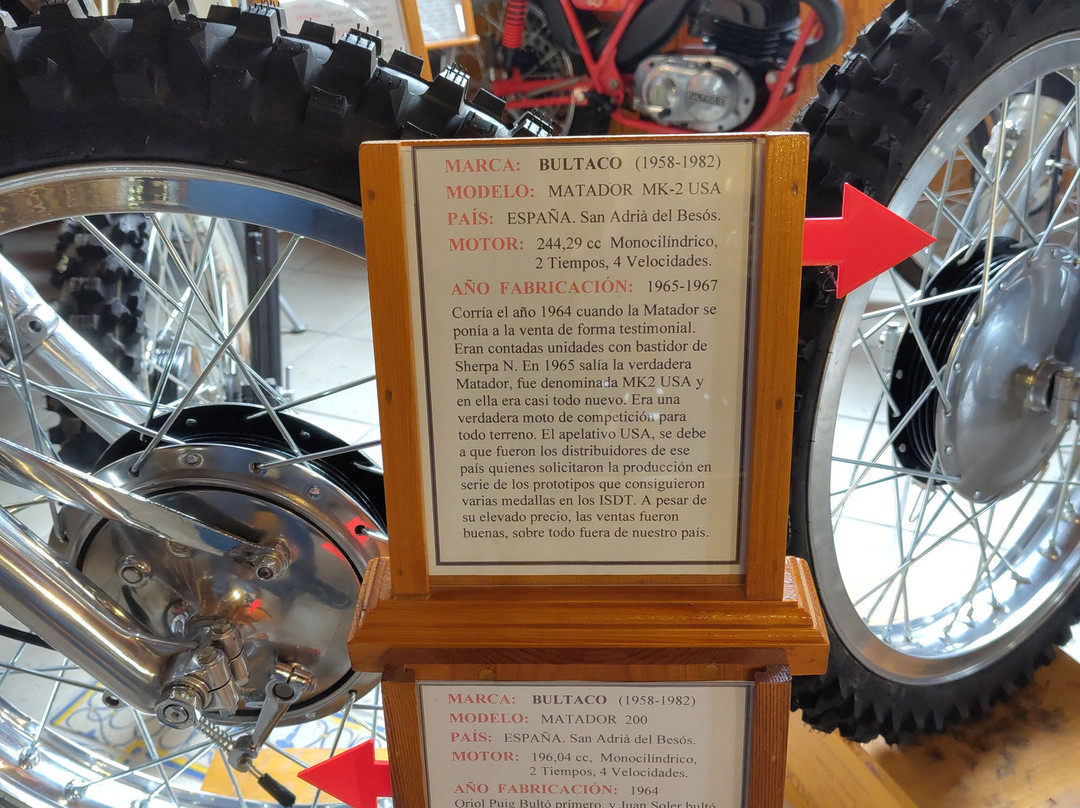 MARCA: BULTACO (1958-1982)
MODELO: MATADOR MK-2 USA
PAÍS: ESPAÑA. San Adrià del Besós.
MOTOR: 244,29 cc Monocilíndrico,
2 Tiempos, 4 Velocidades.
AÑO FABRICACIÓN: 1965-1967
Corría el año 1964 cuando la Matador se
ponía a la venta de forma testimonial.
Eran contadas unidades con bastidor de
Sherpa N. En 1965 salía la verdadera
Matador, fue denominada MK2 USA y
en ella era casi todo nuevo. Era una
verdadera moto de competición para
todo terreno. El apelativo USA, se debe
a que fueron los distribuidores de ese
país quienes solicitaron la producción en
serie de los prototipos que consiguieron
varias medallas en los ISDT. A pesar de
su elevado precio, las ventas fueron
buenas, sobre todo fuera de nuestro país.
MARCA: BULTACO (1958-1982)
MODELO: MATADOR 200
PAÍS: ESPAÑA. San Adrià del Besós.
MOTOR: 196,04 cc, Monocilíndrico,
2 Tiempos, 4 Velocidades.
AÑO FABRICACIÓN: 1964
Oriol Puig Bultó primero, y Juan Soler bultó